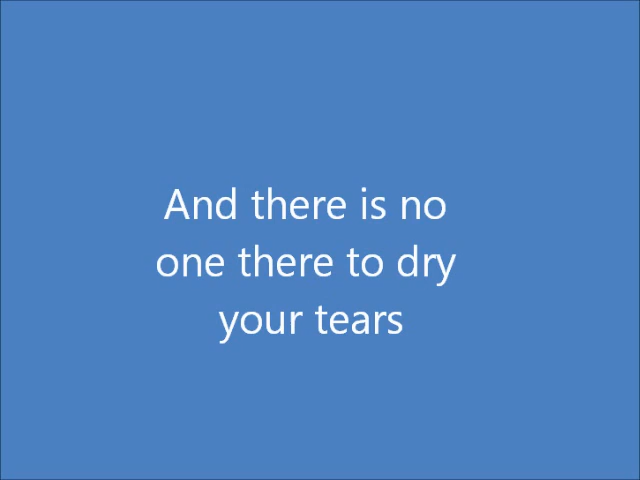 And there is no
one there to dry
your tears